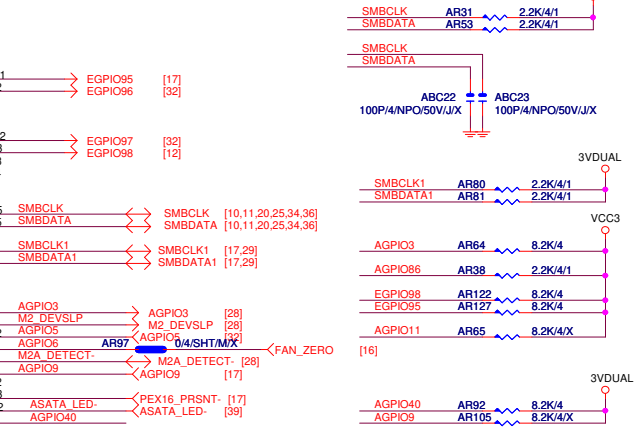 SMBCLK AR31 2.2K/4/1
SMBDATA AR53 2.2K/4/1
SMBCLK
SMBDATA
ABC22 ABC23
100P/4/NPO/50V/J/X 100P/4/NPO/50V/J/X
EGPIO95 [17]
EGPIO96 [32]
EGPIO97 [32]
EGPIO98 [12]
3VDUAL
SMBCLK1 AR80 2.2K/4/1
SMBDATA1 AR81 2.2K/4/1
SMBCLK SMBCLK [10,11,20,25,34,36]
SMBDATA SMBDATA [10,11,20,25,34,36]
VCC3
SMBCLK1 SMBCLK1 [17,29]
SMBDATA1 SMBDATA1 [17,29]
AGPIO3 AR64 8.2K/4
AGPIO86 AR38 2.2K/4/1
EGPIO98 AR122 8.2K/4
EGPIO95 AR127 8.2K/4
AGPIO11 AR65 8.2K/4/X
AGPIO3 AGPIO3 [28]
M2_DEVSLP M2_DEVSLP [28]
AGPIO5 AGPIO5
AGPIO6 AR97 0/4/SHT/M/X FAN_ZERO [16]
M2A_DETECT- M2A_DETECT- [28]
AGPIO9 AGPIO9 [17]
PEX16_PRSNT- [17]
ASATA_LED- ASATA_LED- [39]
AGPIO40
3VDUAL
AGPIO40 AR92 8.2K/4
AGPIO9 AR105 8.2K/4/X